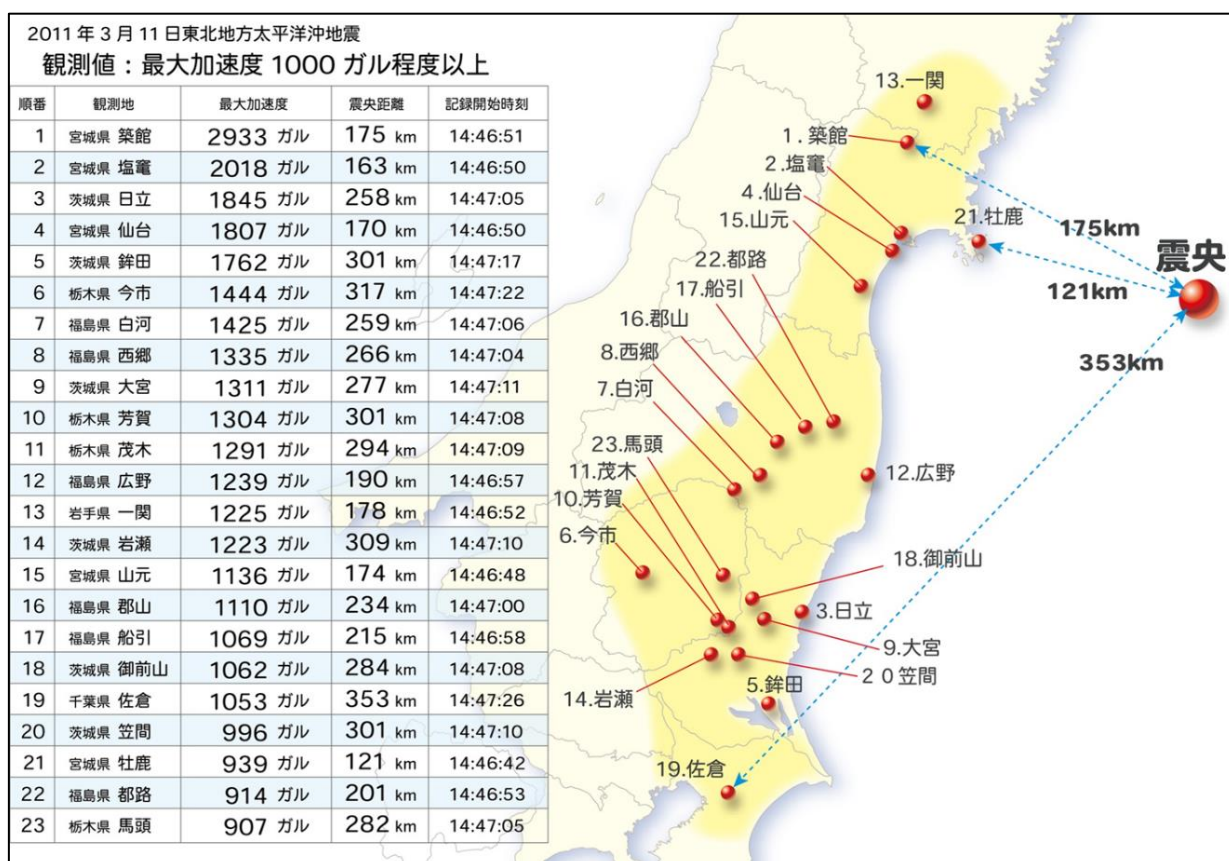 2011年3月11日東北地方太平洋沖地震
観測値：最大加速度1000ガル程度以上
順番 観測地 最大加速度 震央距離 記録開始時刻
1 宮城県 築館 2933 ガル 175 km 14:46:51
2 宮城県 塩竈 2018 ガル 163 km 14:46:50
3 茨城県 日立 1845 ガル 258 km 14:47:05
4 宮城県 仙台 1807 ガル 170 km 14:46:50
5 茨城県 鉾田 1762 ガル 301 km 14:47:17
6 栃木県 今市 1444 ガル 317 km 14:47:22
7 福島県 白河 1425 ガル 259 km 14:47:06
8 福島県 西郷 1335 ガル 266 km 14:47:04
9 茨城県 大宮 1311 ガル 277 km 14:47:11
10 栃木県 芳賀 1304 ガル 301 km 14:47:08
11 栃木県 茂木 1291 ガル 294 km 14:47:09
12 福島県 広野 1239 ガル 190 km 14:46:57
13 岩手県 一関 1225 ガル 178 km 14:46:52
14 茨城県 岩瀬 1223 ガル 309 km 14:47:10
15 宮城県 山元 1136 ガル 174 km 14:46:48
16 福島県 郡山 1110 ガル 234 km 14:47:00
17 福島県 船引 1069 ガル 215 km 14:46:58
18 茨城県 御前山 1062 ガル 284 km 14:47:08
19 千葉県 佐倉 1053 ガル 353 km 14:47:26
20 茨城県 笠間 996 ガル 301 km 14:47:10
21 宮城県 牡鹿 939 ガル 121 km 14:46:42
22 福島県 都路 914 ガル 201 km 14:46:53
23 栃木県 馬頭 907 ガル 282 km 14:47:05
13.一関
1.築館
2.塩竈
4.仙台
15.山元
21.牡鹿
175km
震央
121km
353km
22.都路
17.船引
16.郡山
8.西郷
7.白河
23.馬頭
11.茂木
10.芳賀
12.広野
6.今市
18.御前山
3.日立
9.大宮
２０笠間
14.岩瀬
5.鉾田
19.佐倉